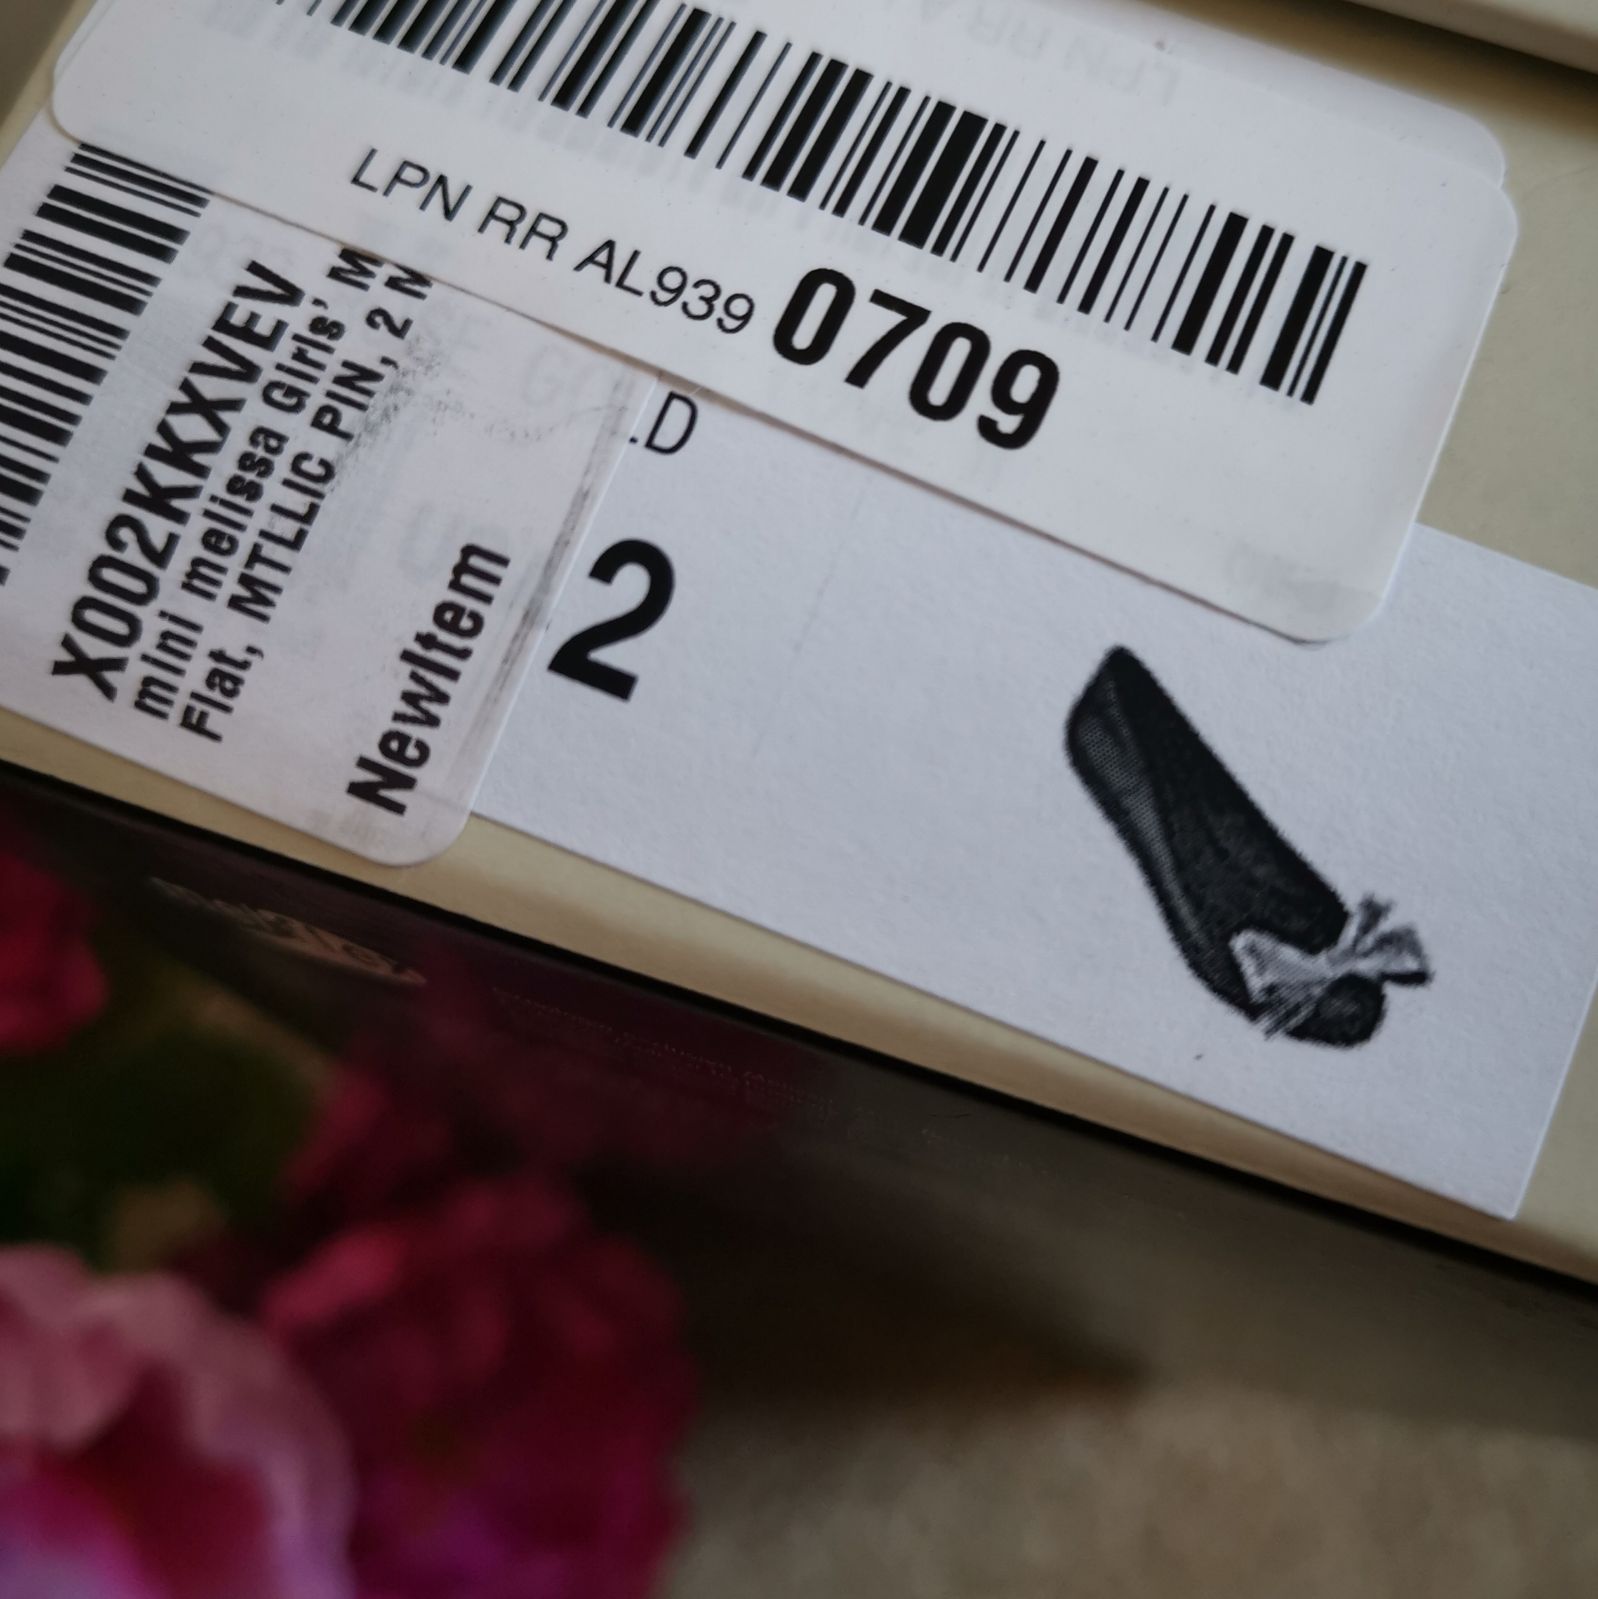 LPN RR AL939 0709
X002KKXVEV
mini melissa Girls' M
Flat, MTLLIC PIN, 2 M
NewItem
.D
2